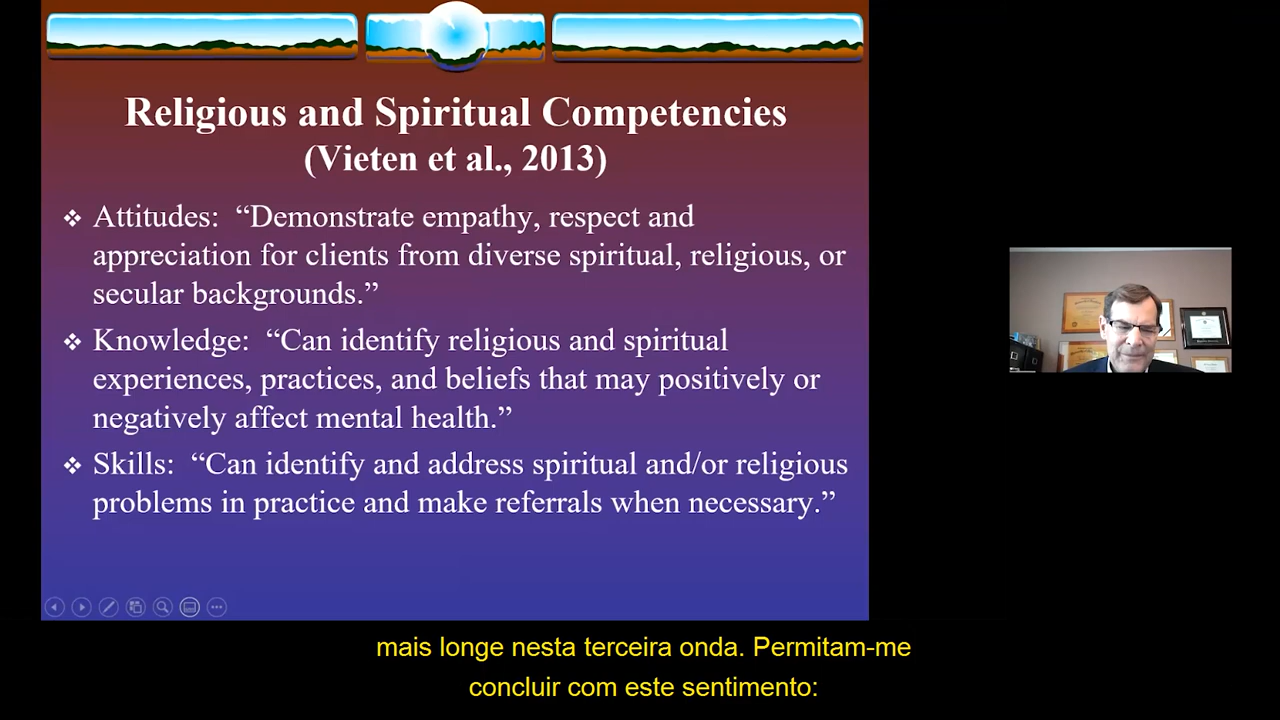 Religious and Spiritual Competencies
(Vieten et al., 2013)
❖ Attitudes: “Demonstrate empathy, respect and
appreciation for clients from diverse spiritual, religious, or
secular backgrounds.”
❖ Knowledge: “Can identify religious and spiritual
experiences, practices, and beliefs that may positively or
negatively affect mental health.”
❖ Skills: “Can identify and address spiritual and/or religious
problems in practice and make referrals when necessary.”
mais longe nesta terceira onda. Permitam-me
concluir com este sentimento: